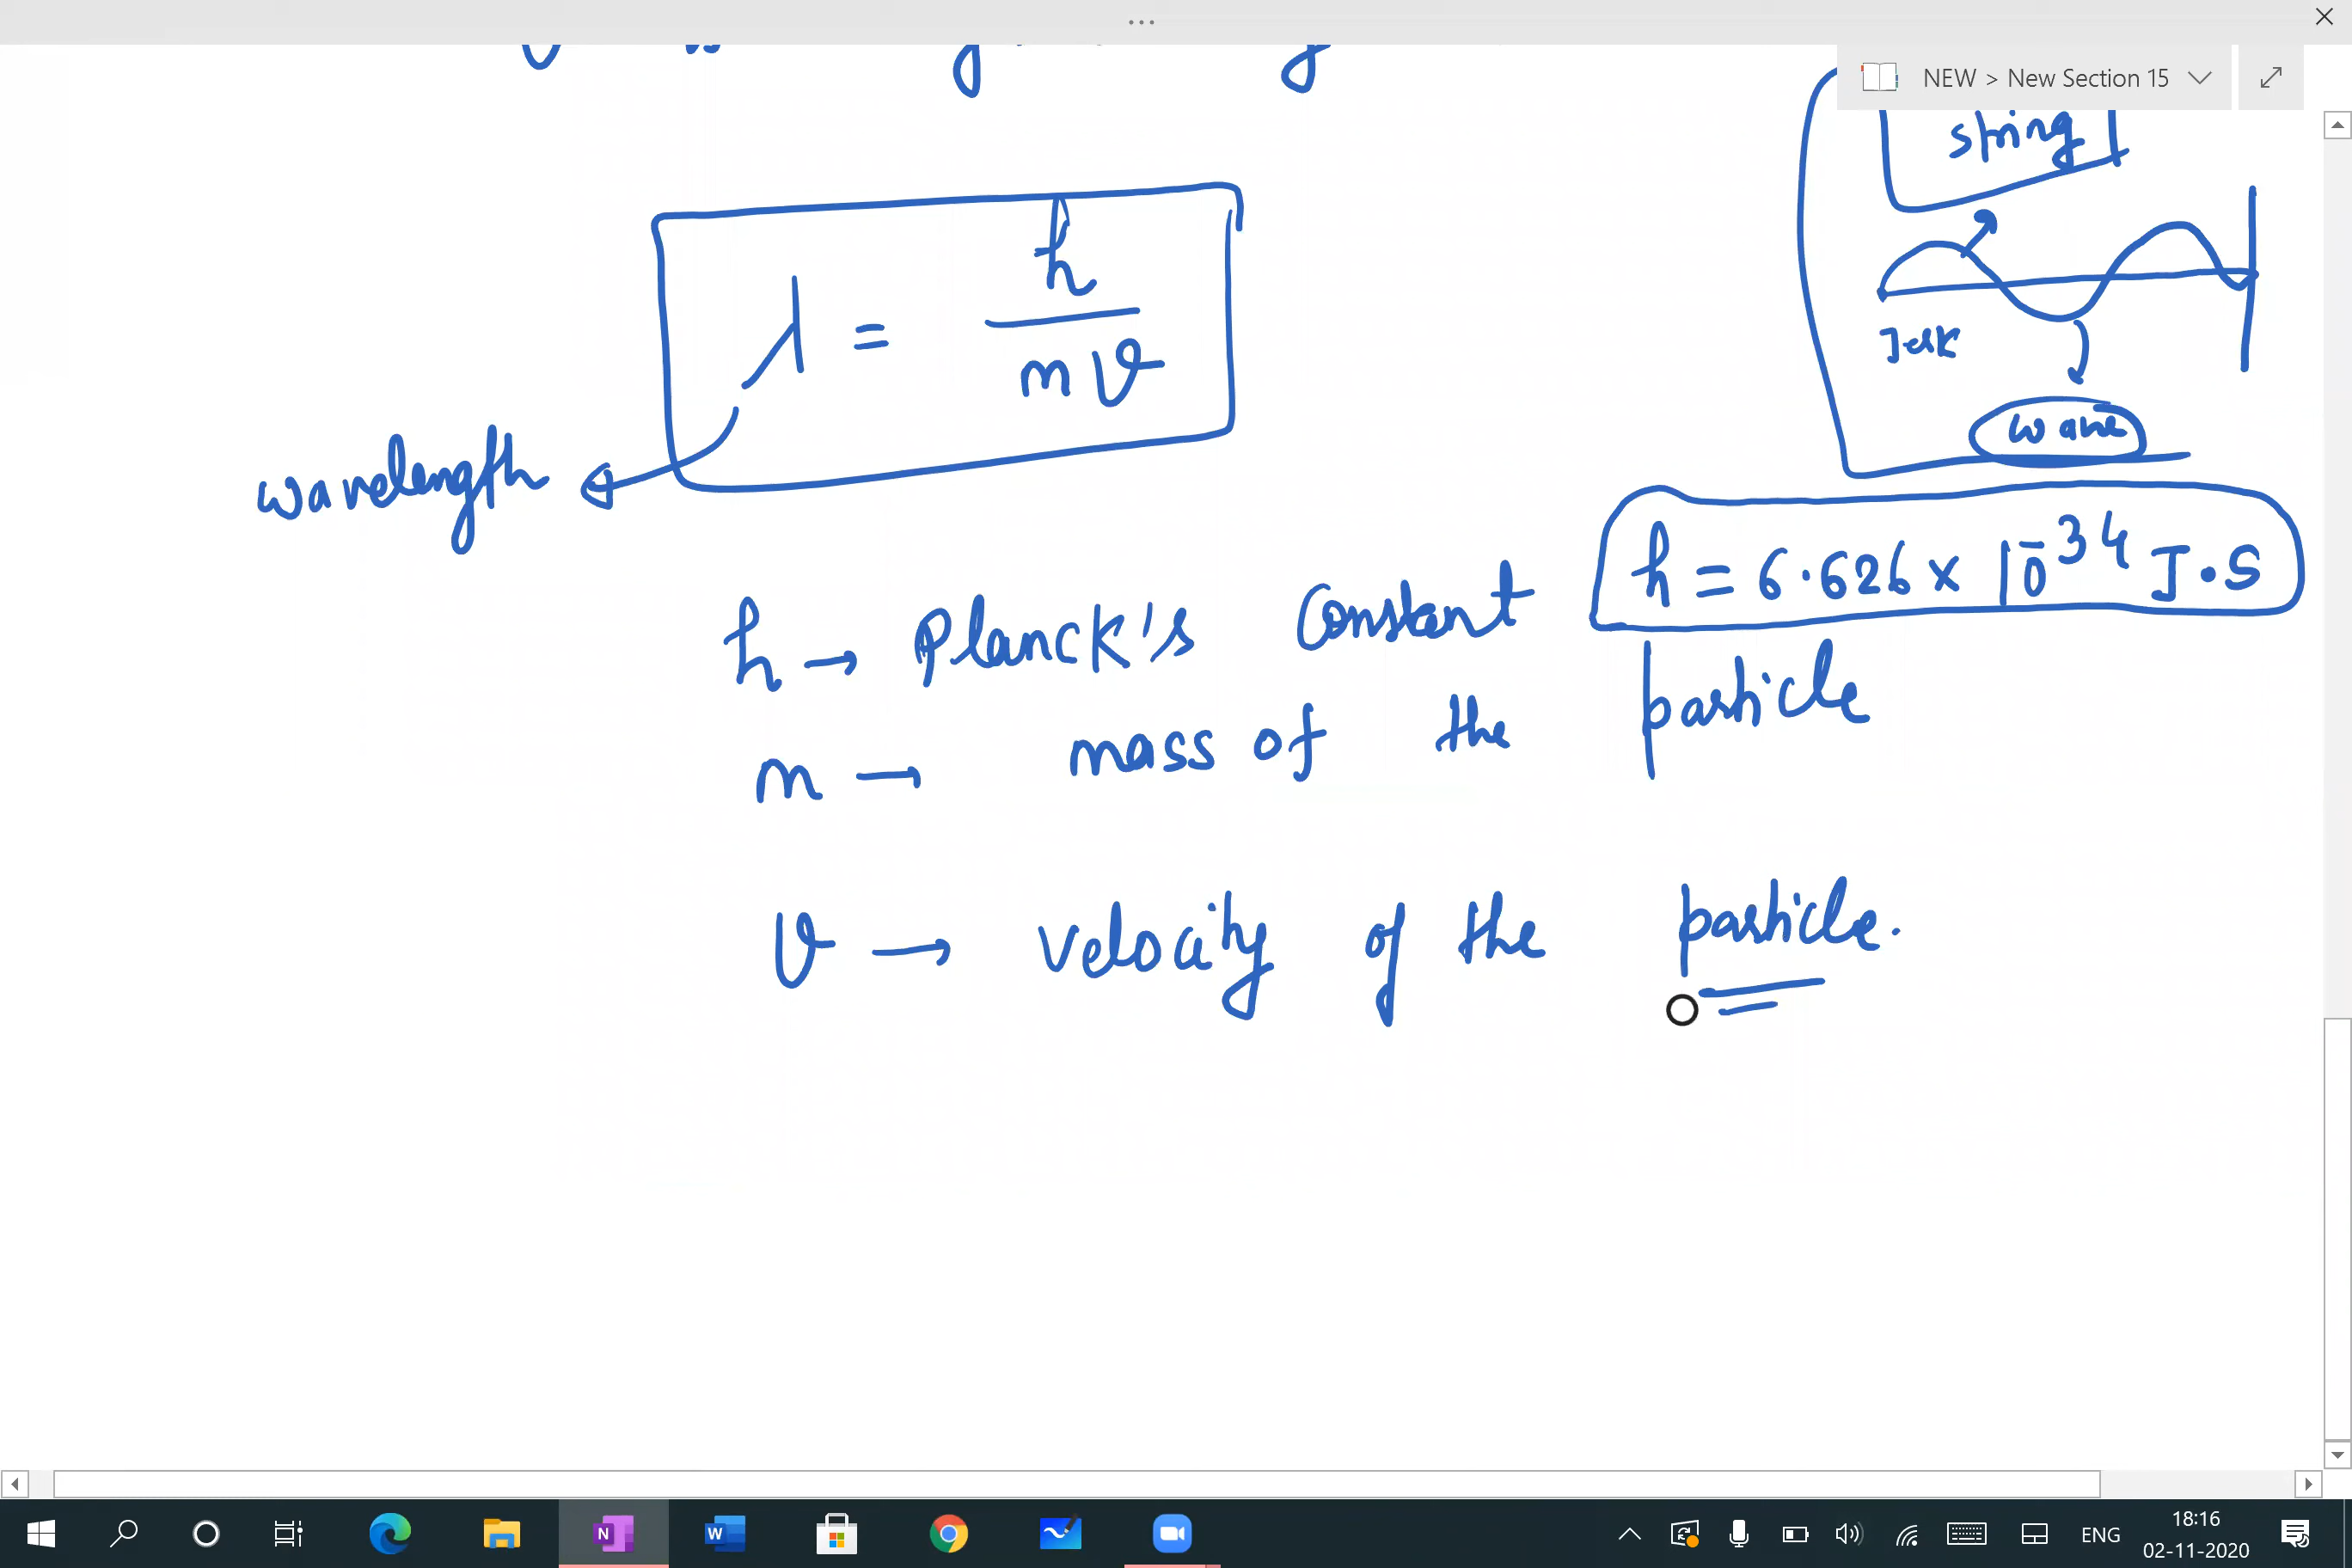 NEW > New Section 15
string
Jerk
wave
λ = h / mv
wavelength
h = 6.626 × 10⁻³⁴ J·S
h → Planck's Constant
m → mass of the particle
v → velocity of the particle.
ENG
18:16
02-11-2020